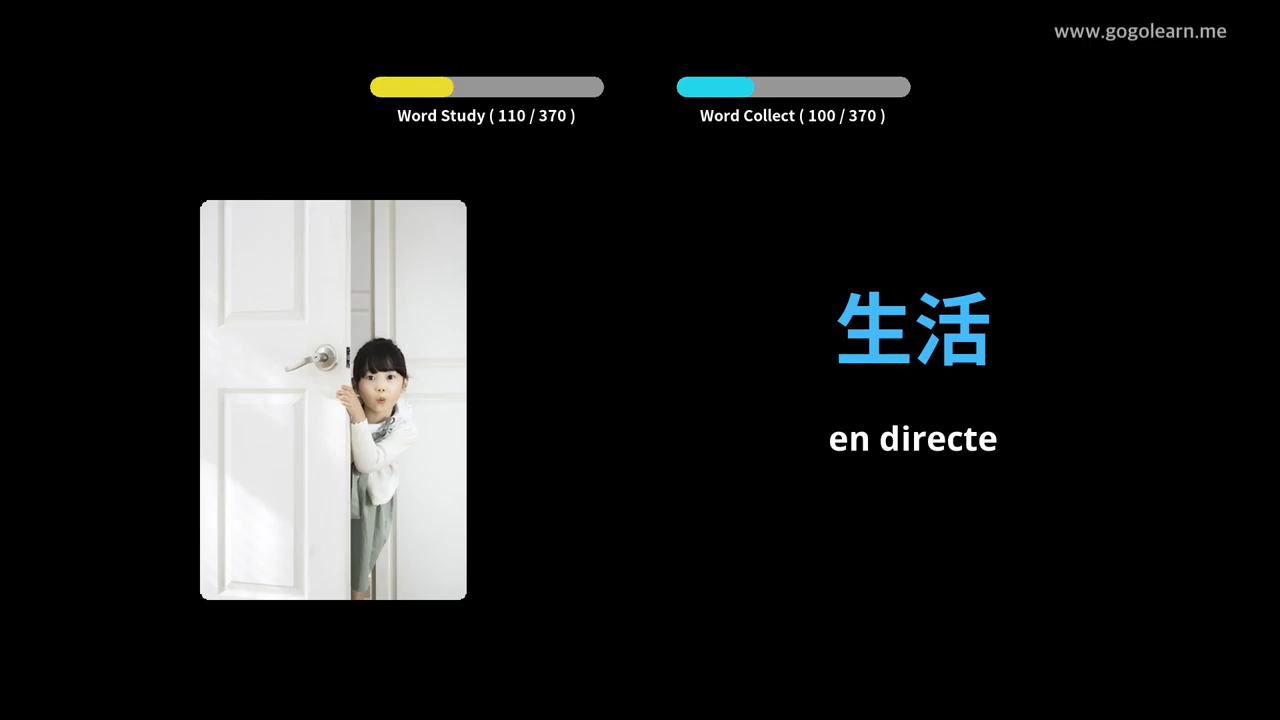 www.gogolearn.me
Word Study ( 110 / 370 )
Word Collect ( 100 / 370 )
生活
en directe